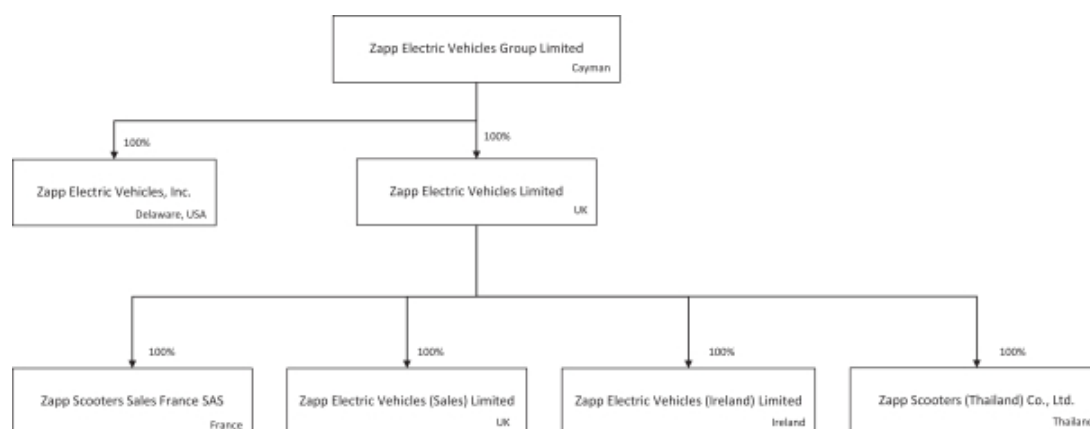 Zapp Electric Vehicles Group Limited
Cayman
100%
100%
Zapp Electric Vehicles, Inc.
Delaware, USA
Zapp Electric Vehicles Limited
UK
100%
100%
100%
100%
Zapp Scooters Sales France SAS
France
Zapp Electric Vehicles (Sales) Limited
UK
Zapp Electric Vehicles (Ireland) Limited
Ireland
Zapp Scooters (Thailand) Co., Ltd.
Thailand